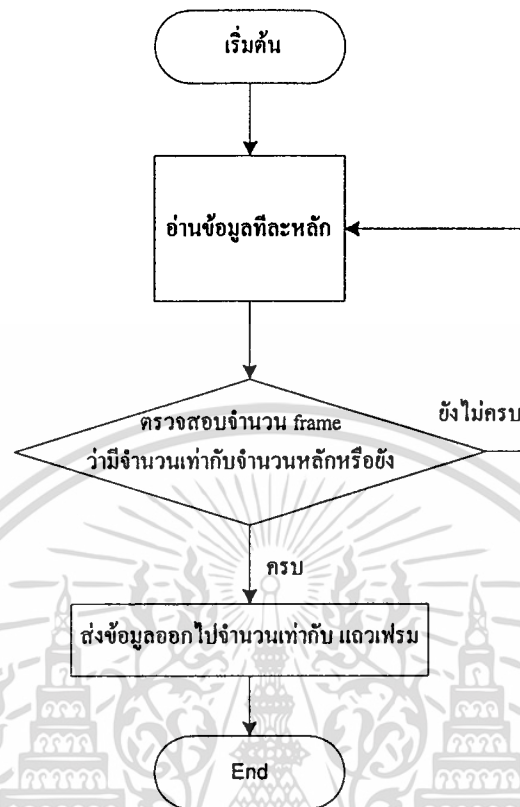 เริ่มต้น
อ่านข้อมูลทีละหลัก
ตรวจสอบจำนวน frame
ว่ามีจำนวนเท่ากับจำนวนหลักหรือยัง
ยังไม่ครบ
ครบ
ส่งข้อมูลออกไปจำนวนเท่ากับ แถวเฟรม
End